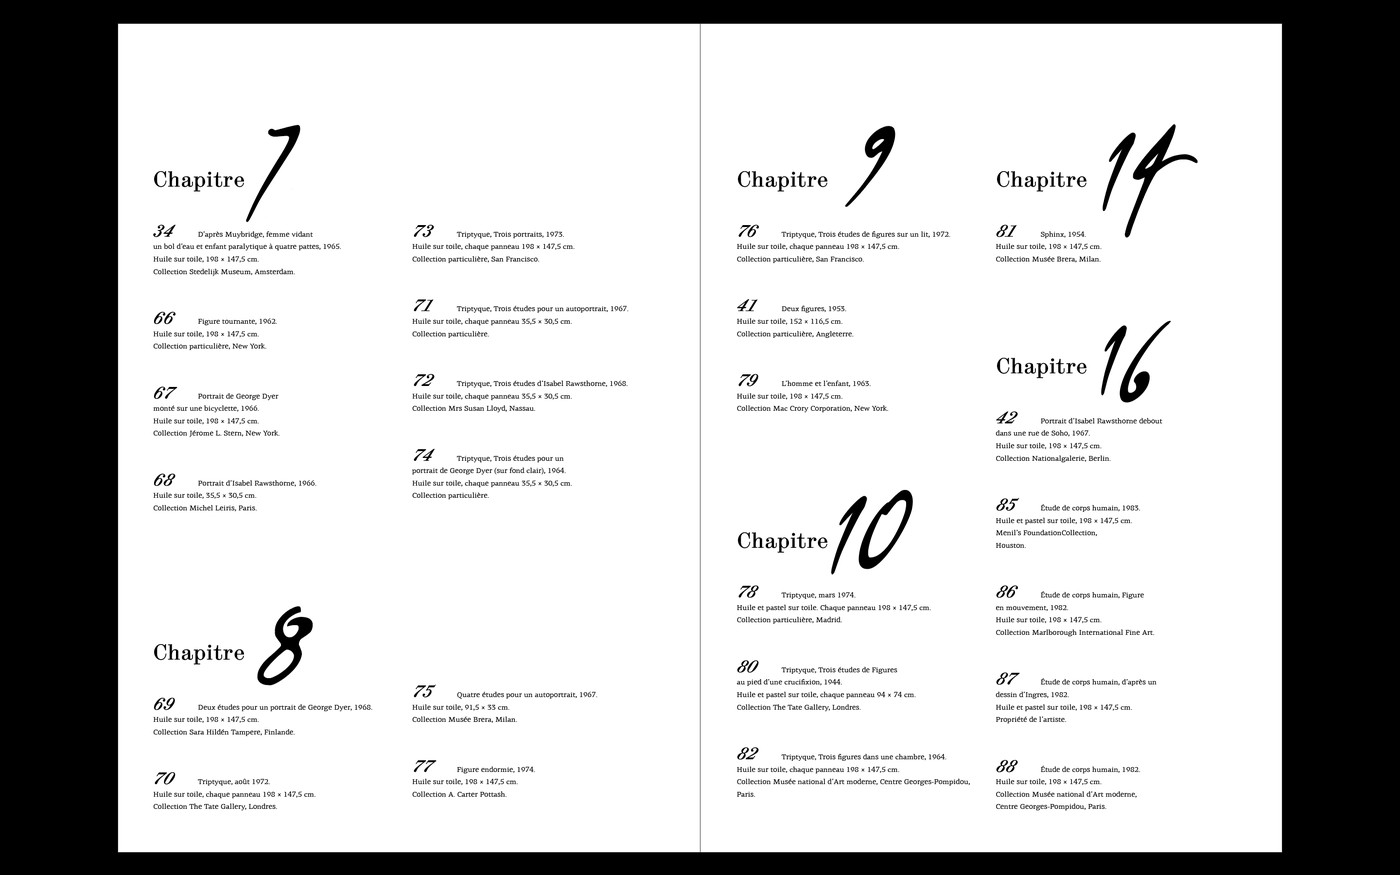 Chapitre 7
34 D'après Muybridge, femme vidant
un bol d'eau et enfant paralytique à quatre pattes, 1965.
Huile sur toile, 198 × 147,5 cm.
Collection Stedelijk Museum, Amsterdam.
66 Figure tournante, 1962.
Huile sur toile, 198 × 147,5 cm.
Collection particulière, New York.
67 Portrait de George Dyer
monté sur une bicyclette, 1966.
Huile sur toile, 198 × 147,5 cm.
Collection Jérome L. Stern, New York.
68 Portrait d'Isabel Rawsthorne, 1966.
Huile sur toile, 35,5 × 30,5 cm.
Collection Michel Leiris, Paris.
73 Triptyque, Trois portraits, 1973.
Huile sur toile, chaque panneau 198 × 147,5 cm.
Collection particulière, San Francisco.
71 Triptyque, Trois études pour un autoportrait, 1967.
Huile sur toile, chaque panneau 35,5 × 30,5 cm.
Collection particulière.
72 Triptyque, Trois études d'Isabel Rawsthorne, 1968.
Huile sur toile, chaque panneau 35,5 × 30,5 cm.
Collection Mrs Susan Lloyd, Nassau.
74 Triptyque, Trois études pour un
portrait de George Dyer (sur fond clair), 1964.
Huile sur toile, chaque panneau 35,5 × 30,5 cm.
Collection particulière.
Chapitre 8
69 Deux études pour un portrait de George Dyer, 1968.
Huile sur toile, 198 × 147,5 cm.
Collection Sara Hildén Tampere, Finlande.
70 Triptyque, août 1972.
Huile sur toile, chaque panneau 198 × 147,5 cm.
Collection The Tate Gallery, Londres.
75 Quatre études pour un autoportrait, 1967.
Huile sur toile, 91,5 × 33 cm.
Collection Musée Brera, Milan.
77 Figure endormie, 1974.
Huile sur toile, 198 × 147,5 cm.
Collection A. Carter Pottash.
Chapitre 9
76 Triptyque, Trois études de figures sur un lit, 1972.
Huile sur toile, chaque panneau 198 × 147,5 cm.
Collection particulière, San Francisco.
41 Deux figures, 1953.
Huile sur toile, 152 × 116,5 cm.
Collection particulière, Angleterre.
79 L'homme et l'enfant, 1963.
Huile sur toile, 198 × 147,5 cm.
Collection Mac Crory Corporation, New York.
Chapitre 10
78 Triptyque, mars 1974.
Huile et pastel sur toile. Chaque panneau 198 × 147,5 cm.
Collection particulière, Madrid.
80 Triptyque, Trois études de Figures
au pied d'une crucifixion, 1944.
Huile et pastel sur toile, chaque panneau 94 × 74 cm.
Collection The Tate Gallery, Londres.
82 Triptyque, Trois figures dans une chambre, 1964.
Huile sur toile, chaque panneau 198 × 147,5 cm.
Collection Musée national d'Art moderne, Centre Georges-Pompidou,
Paris.
Chapitre 14
81 Sphinx, 1954.
Huile sur toile, 198 × 147,5 cm.
Collection Musée Brera, Milan.
Chapitre 16
42 Portrait d'Isabel Rawsthorne debout
dans une rue de Soho, 1967.
Huile sur toile, 198 × 147,5 cm.
Collection Nationalgalerie, Berlin.
85 Étude de corps humain, 1983.
Huile et pastel sur toile, 198 × 147,5 cm.
Menil's FoundationCollection,
Houston.
86 Étude de corps humain, Figure
en mouvement, 1982.
Huile sur toile, 198 × 147,5 cm.
Collection Marlborough International Fine Art.
87 Étude de corps humain, d'après un
dessin d'Ingres, 1982.
Huile et pastel sur toile, 198 × 147,5 cm.
Propriété de l'artiste.
88 Étude de corps humain, 1982.
Huile sur toile, 198 × 147,5 cm.
Collection Musée national d'Art moderne,
Centre Georges-Pompidou, Paris.